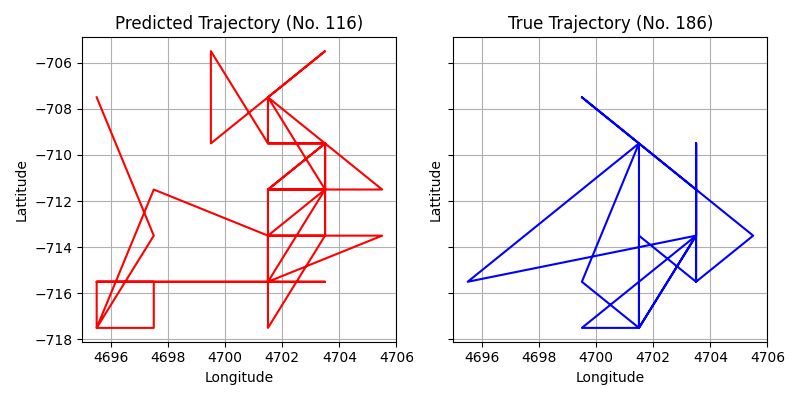 Predicted Trajectory (No. 116)
True Trajectory (No. 186)
−706
−708
−710
−712
−714
−716
−718
Lattitude
Lattitude
4696 4698 4700 4702 4704 4706
4696 4698 4700 4702 4704 4706
Longitude
Longitude